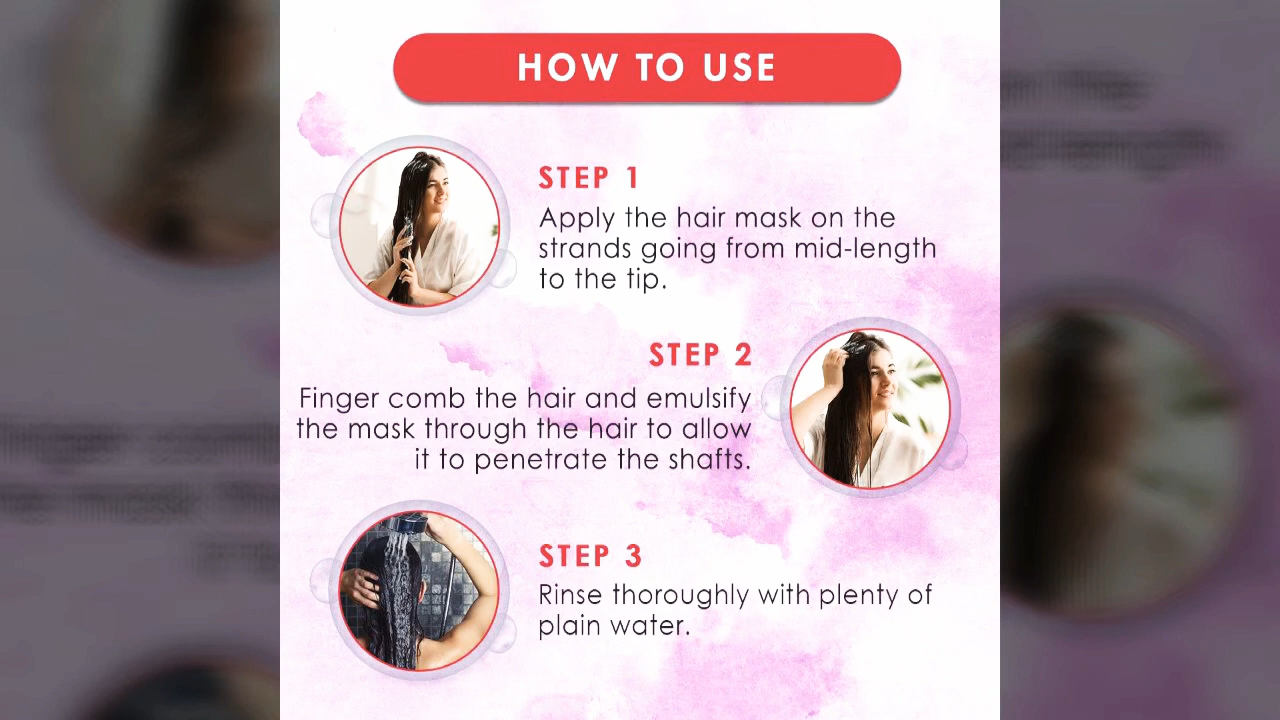 HOW TO USE
STEP 1
Apply the hair mask on the
strands going from mid-length
to the tip.
STEP 2
Finger comb the hair and emulsify
the mask through the hair to allow
it to penetrate the shafts.
STEP 3
Rinse thoroughly with plenty of
plain water.